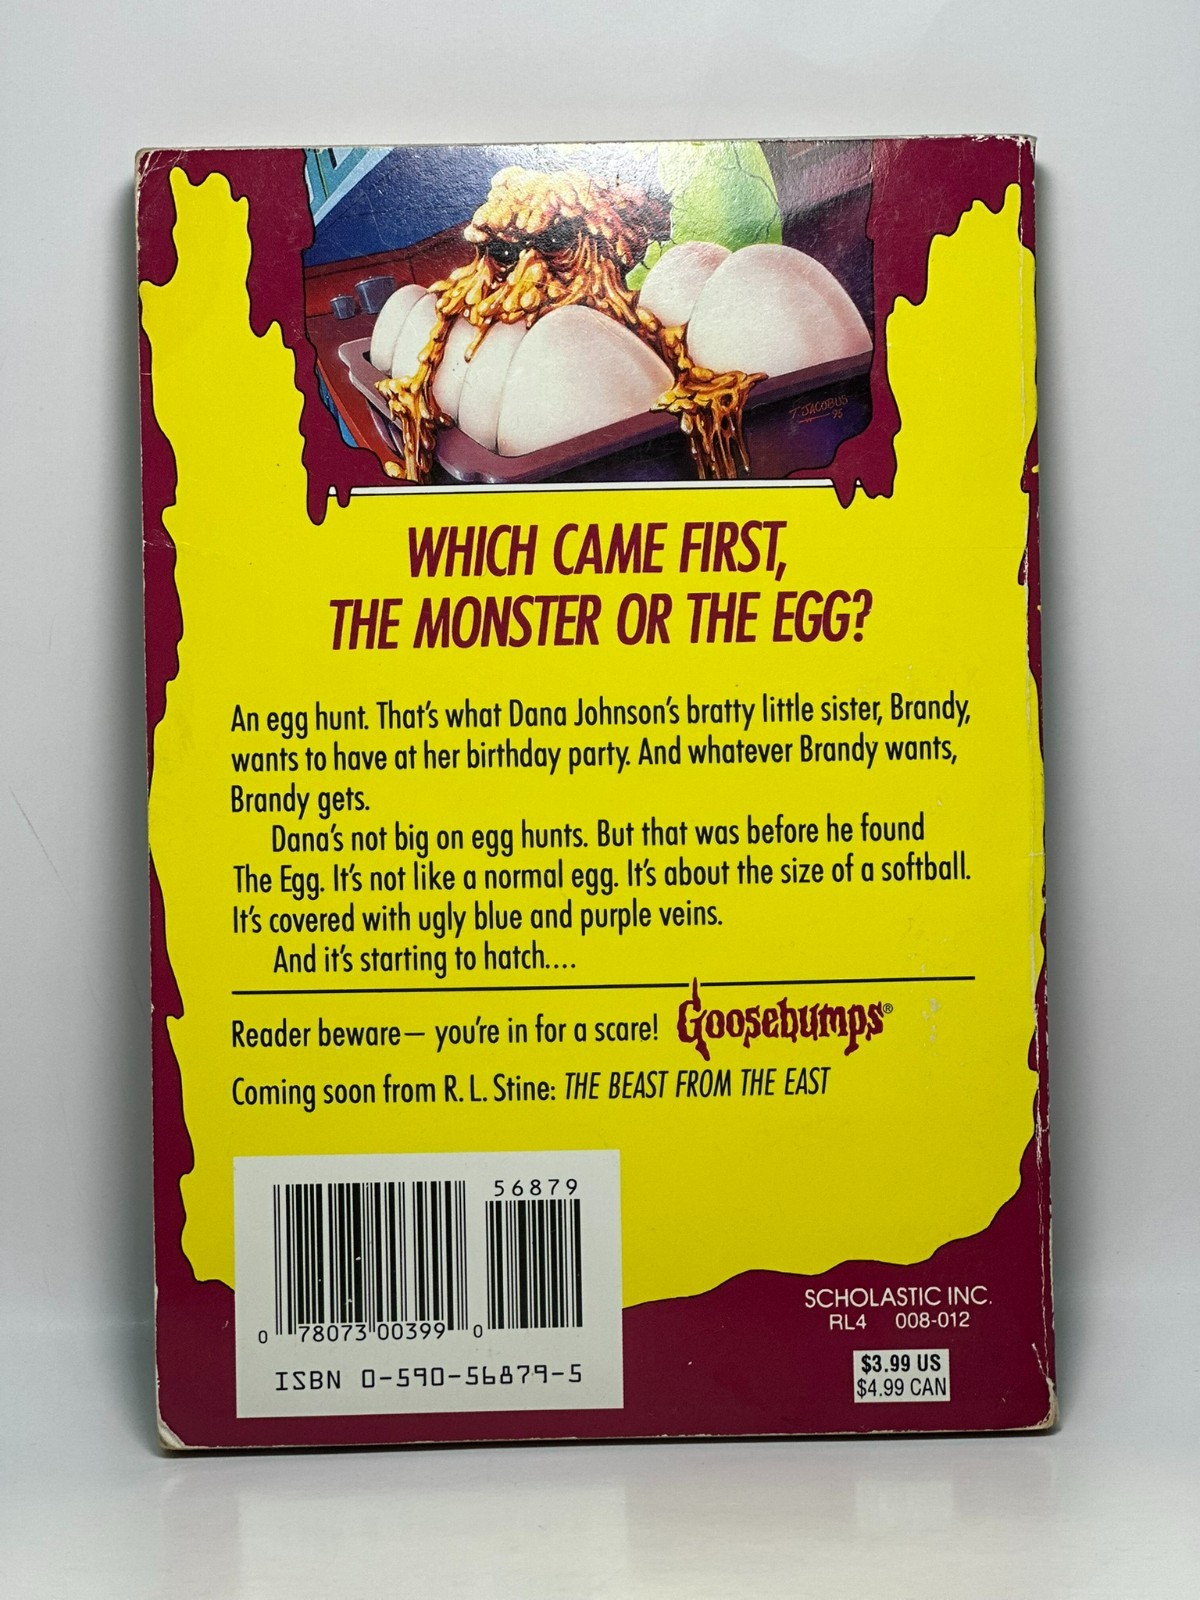 T. JACOBUS
95
WHICH CAME FIRST,
THE MONSTER OR THE EGG?
An egg hunt. That's what Dana Johnson's bratty little sister, Brandy,
wants to have at her birthday party. And whatever Brandy wants,
Brandy gets.
Dana's not big on egg hunts. But that was before he found
The Egg. It's not like a normal egg. It's about the size of a softball.
It's covered with ugly blue and purple veins.
And it's starting to hatch....
Reader beware— you're in for a scare! Goosebumps®
Coming soon from R. L. Stine: THE BEAST FROM THE EAST
56879
0 78073 00399 0
ISBN 0-590-56879-5
SCHOLASTIC INC.
RL4 008-012
$3.99 US
$4.99 CAN